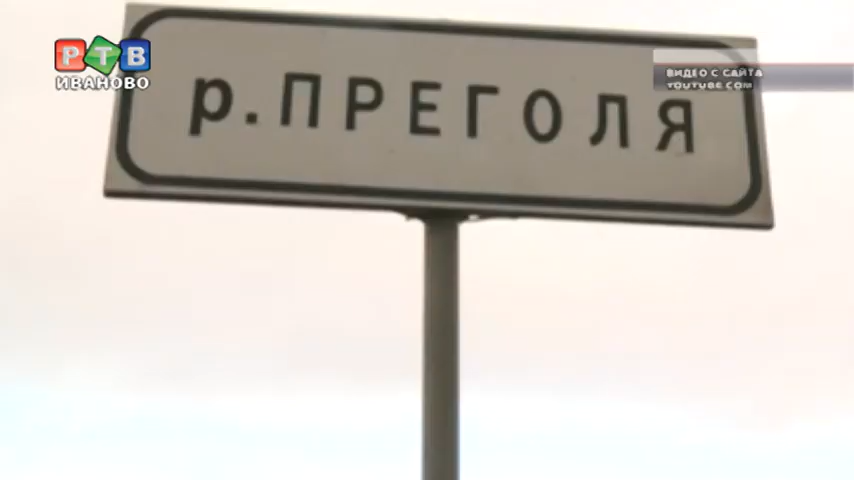 РТВ
ИВАНОВО
ВИДЕО С САЙТА
YOUTUBE.COM
р.ПРЕГОЛЯ